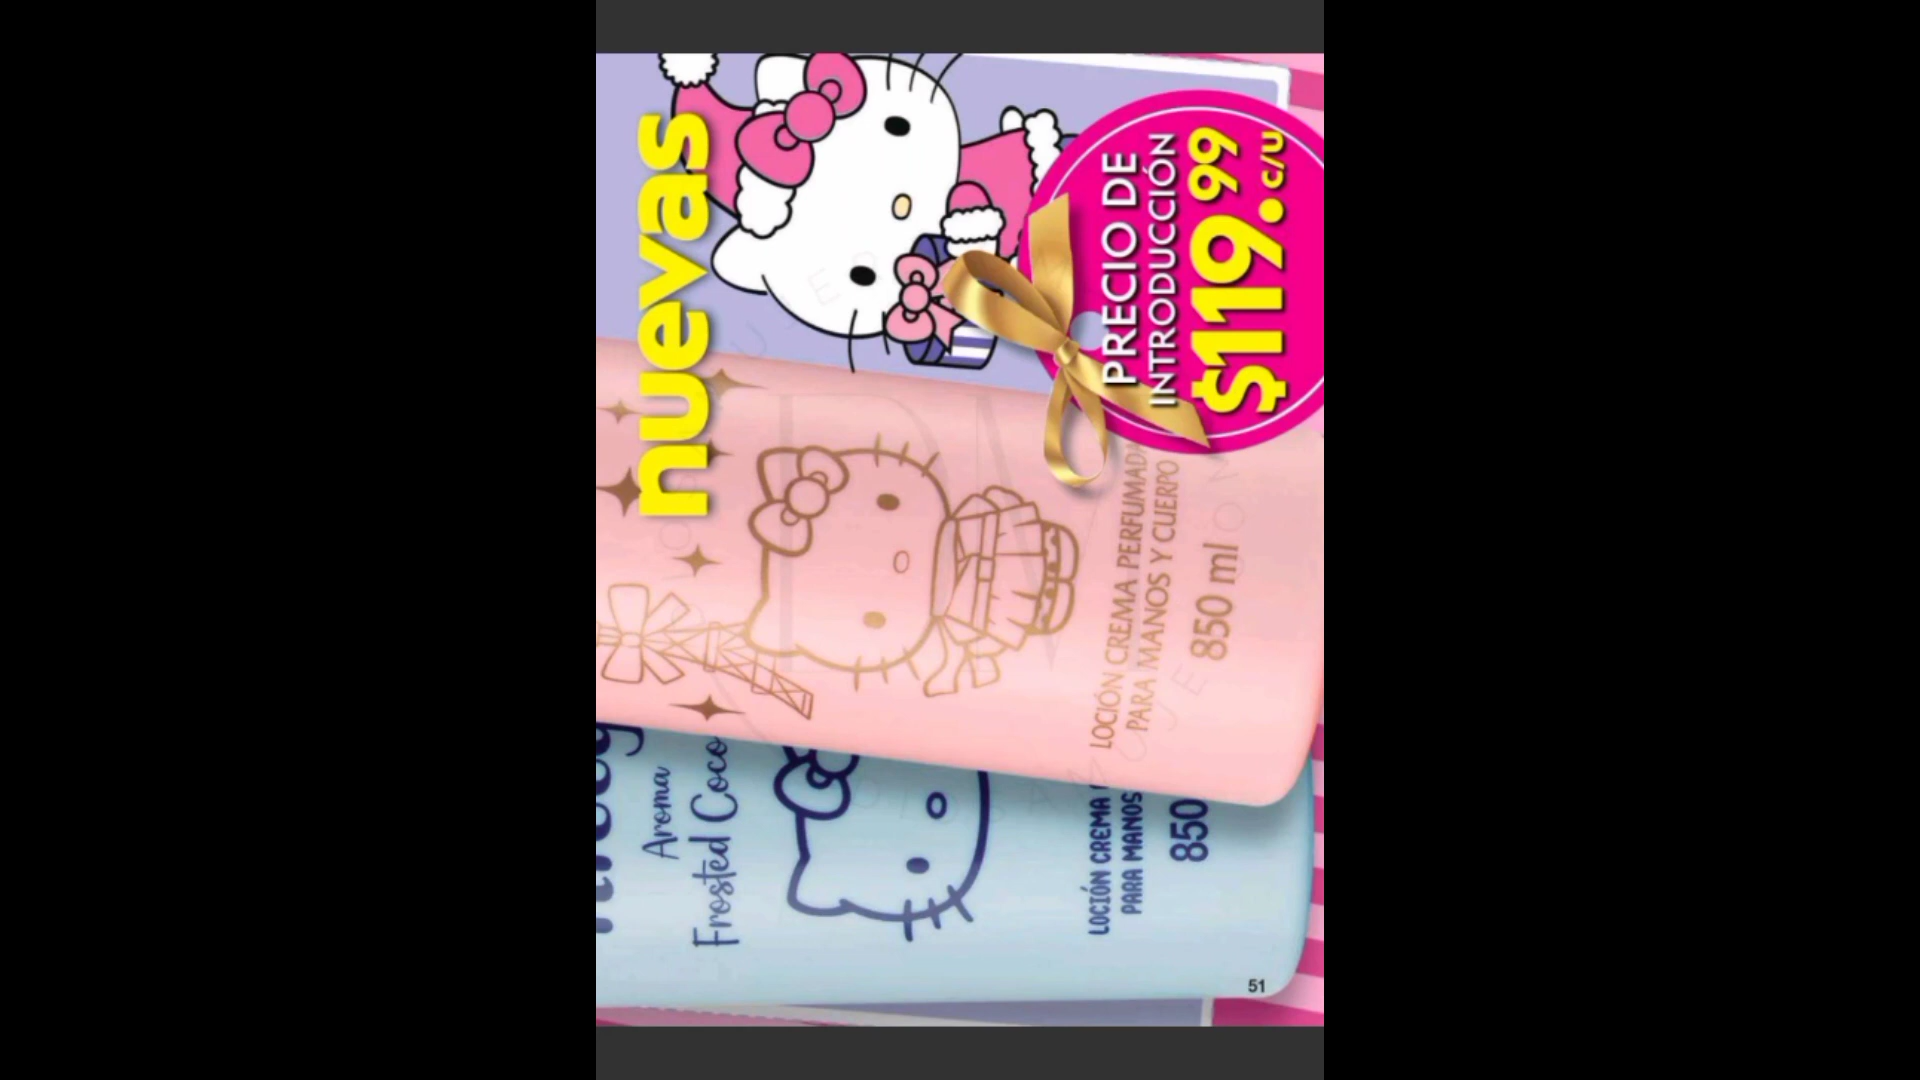 nuevas
PRECIO DE
INTRODUCCIÓN
$119.99 c/u
LOCIÓN CREMA PERFUMADA
PARA MANOS Y CUERPO
850 ml
Aroma
Frosted Coco
LOCIÓN CREMA
PARA MANOS
850
51